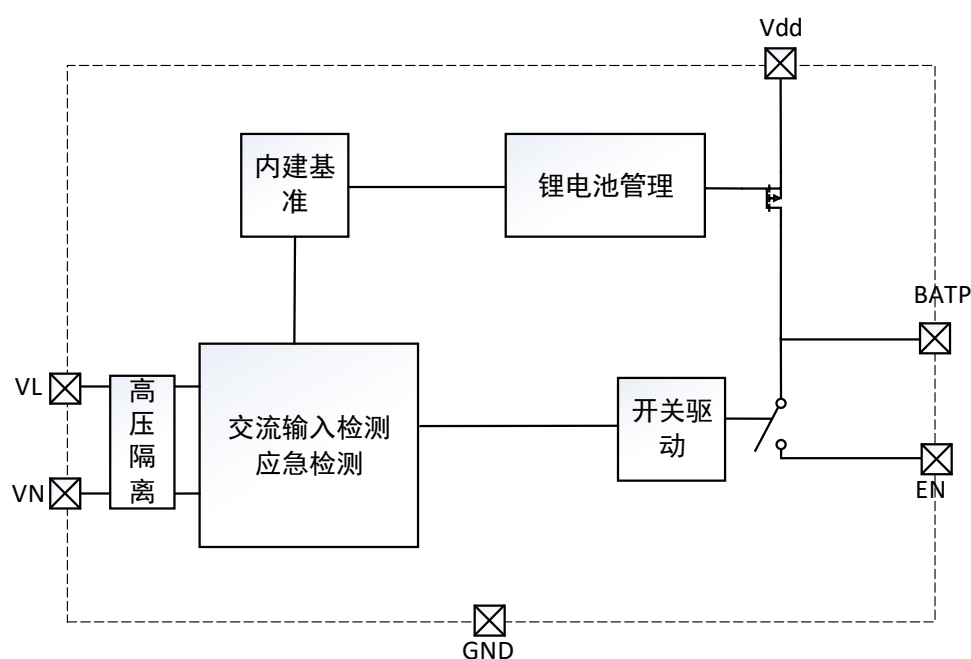 Vdd
内建基
准
锂电池管理
BATP
VL
高
压
隔
离
交流输入检测
应急检测
开关驱
动
VN
EN
GND